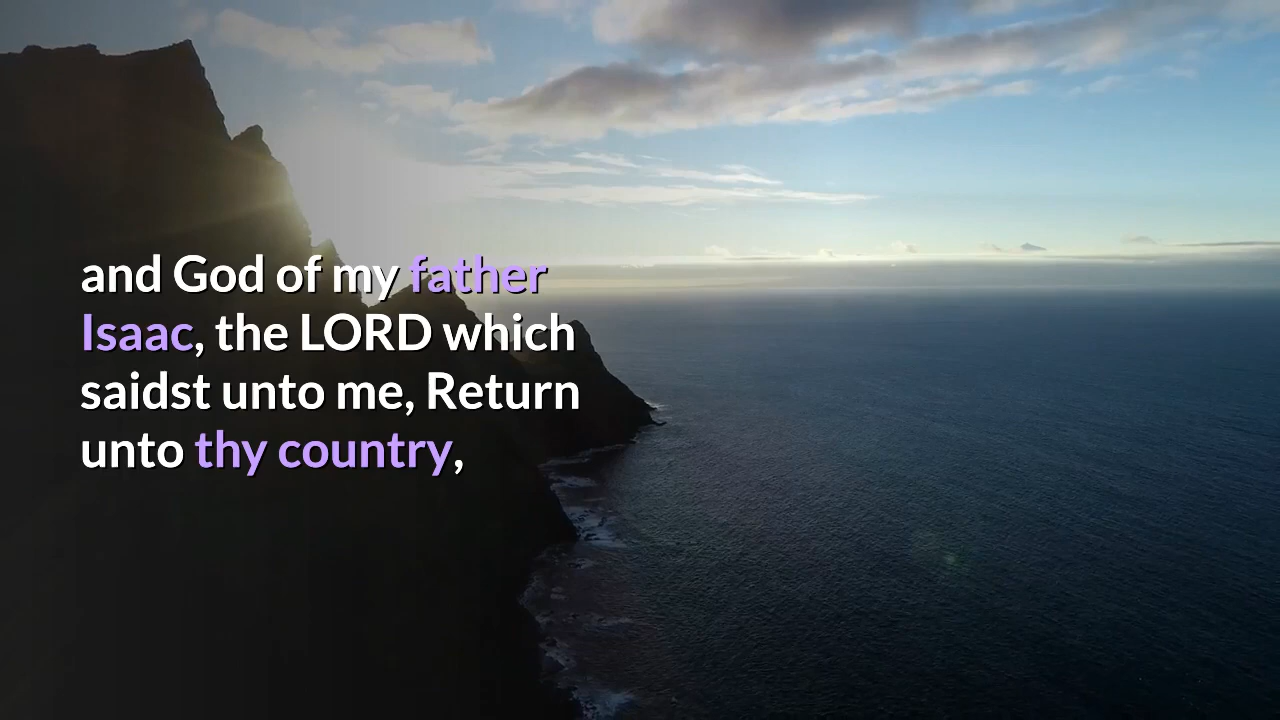 and God of my father
Isaac, the LORD which
saidst unto me, Return
unto thy country,